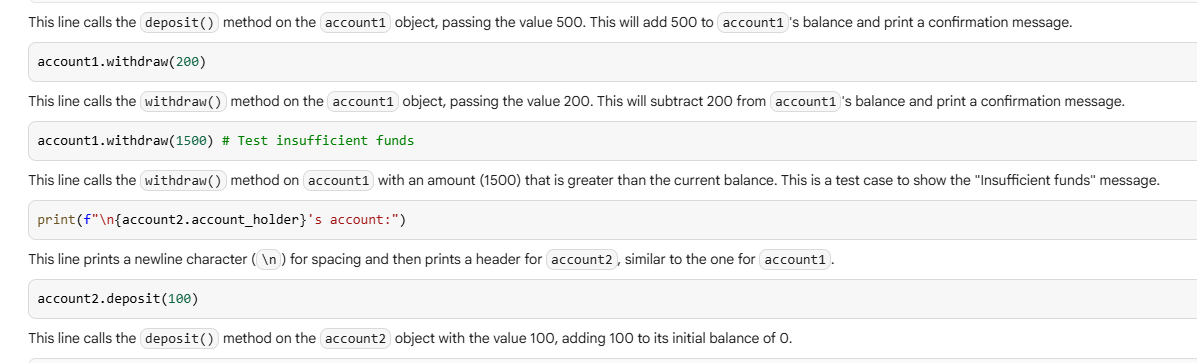 This line calls the deposit() method on the account1 object, passing the value 500. This will add 500 to account1's balance and print a confirmation message.
account1.withdraw(200)
This line calls the withdraw() method on the account1 object, passing the value 200. This will subtract 200 from account1's balance and print a confirmation message.
account1.withdraw(1500) # Test insufficient funds
This line calls the withdraw() method on account1 with an amount (1500) that is greater than the current balance. This is a test case to show the "Insufficient funds" message.
print(f"\n{account2.account_holder}'s account:")
This line prints a newline character (\n) for spacing and then prints a header for account2, similar to the one for account1.
account2.deposit(100)
This line calls the deposit() method on the account2 object with the value 100, adding 100 to its initial balance of 0.